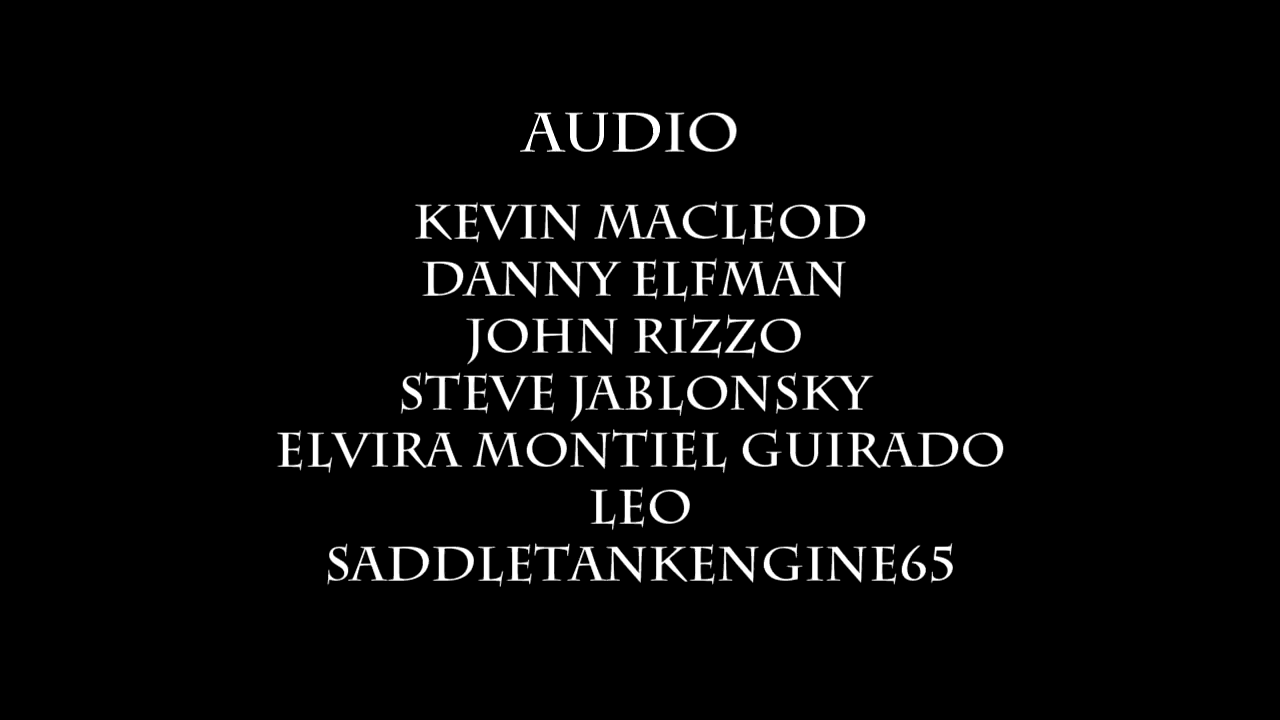 AUDIO
KEVIN MACLEOD
DANNY ELFMAN
JOHN RIZZO
STEVE JABLONSKY
ELVIRA MONTIEL GUIRADO
LEO
SADDLETANKENGINE65